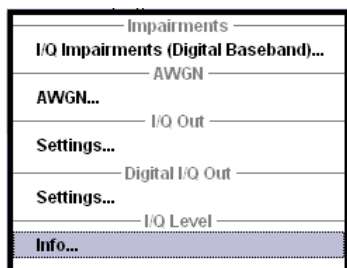 Impairments
I/Q Impairments (Digital Baseband)...
AWGN
AWGN...
I/Q Out
Settings...
Digital I/Q Out
Settings...
I/Q Level
Info...